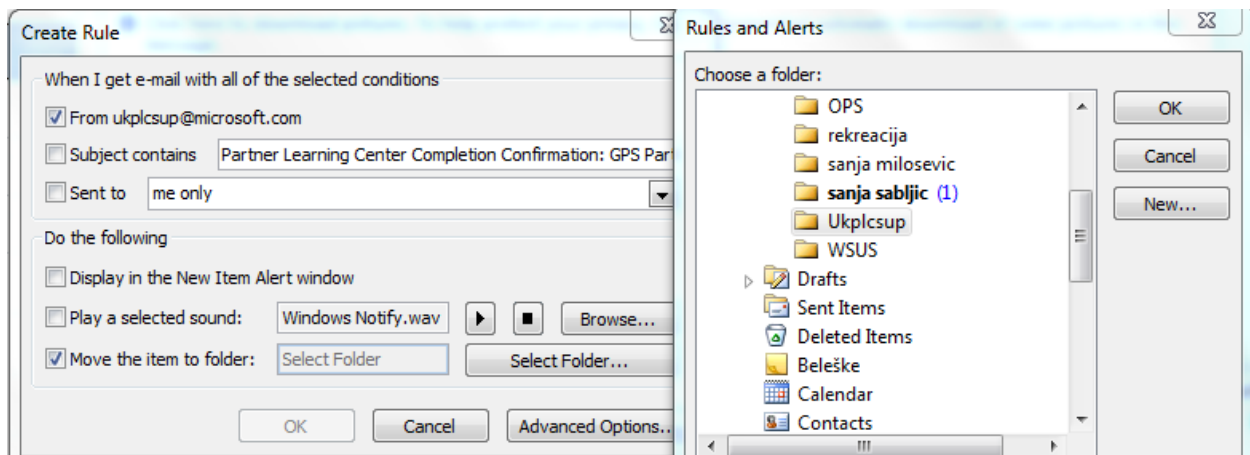 Create Rule
When I get e-mail with all of the selected conditions
From ukplcsup@microsoft.com
Subject contains Partner Learning Center Completion Confirmation: GPS Par
Sent to me only
Do the following
Display in the New Item Alert window
Play a selected sound: Windows Notify.wav Browse...
Move the item to folder: Select Folder Select Folder...
OK Cancel Advanced Options..
Rules and Alerts
Choose a folder:
OPS
rekreacija
sanja milosevic
sanja sabljic (1)
Ukplcsup
WSUS
Drafts
Sent Items
Deleted Items
Beleške
Calendar
Contacts
OK
Cancel
New...